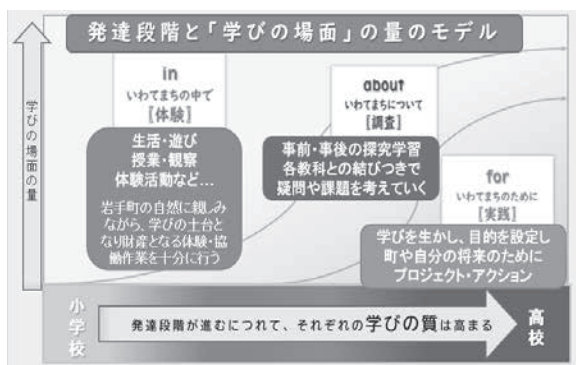 発達段階と「学びの場面」の量のモデル
学びの場面の量
in
いわてまちの中で
[体験]
生活・遊び
授業・観察
体験活動など…
岩手町の自然に親しみ
ながら、学びの土台と
なり財産となる体験・協
働作業を十分に行う
about
いわてまちについて
[調査]
事前・事後の探究学習
各教科との結びつきで
疑問や課題を考えていく
for
いわてまちのために
[実践]
学びを生かし、目的を設定し
町や自分の将来のために
プロジェクト・アクション
小学校
発達段階が進むにつれて、それぞれの学びの質は高まる
高校